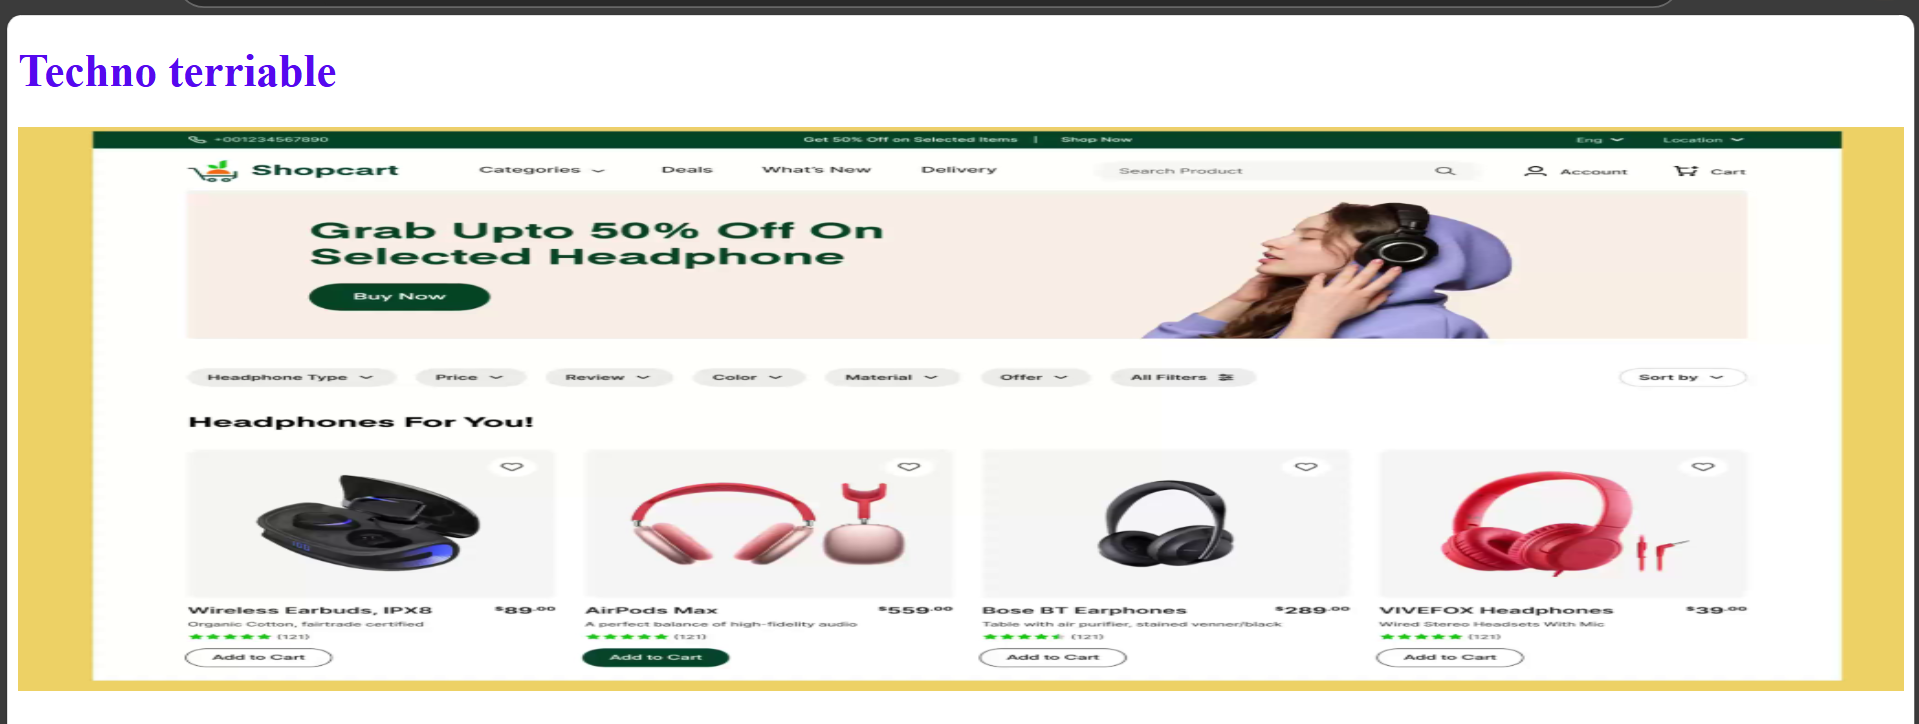 Techno terriable
+001234567890 Get 50% Off on Selected Items | Shop Now Eng Location
Shopcart Categories Deals What's New Delivery Search Product Account Cart
Grab Upto 50% Off On
Selected Headphone
Buy Now
Headphone Type Price Review Color Material Offer All Filters Sort by
Headphones For You!
Wireless Earbuds, IPX8 $89.00 AirPods Max $559.00 Bose BT Earphones $289.00 VIVEFOX Headphones $39.00
Organic Cotton, fairtrade certified A perfect balance of high-fidelity audio Table with air purifier, stained venner/black Wired Stereo Headsets With Mic
(121) (121) (121) (121)
Add to Cart Add to Cart Add to Cart Add to Cart